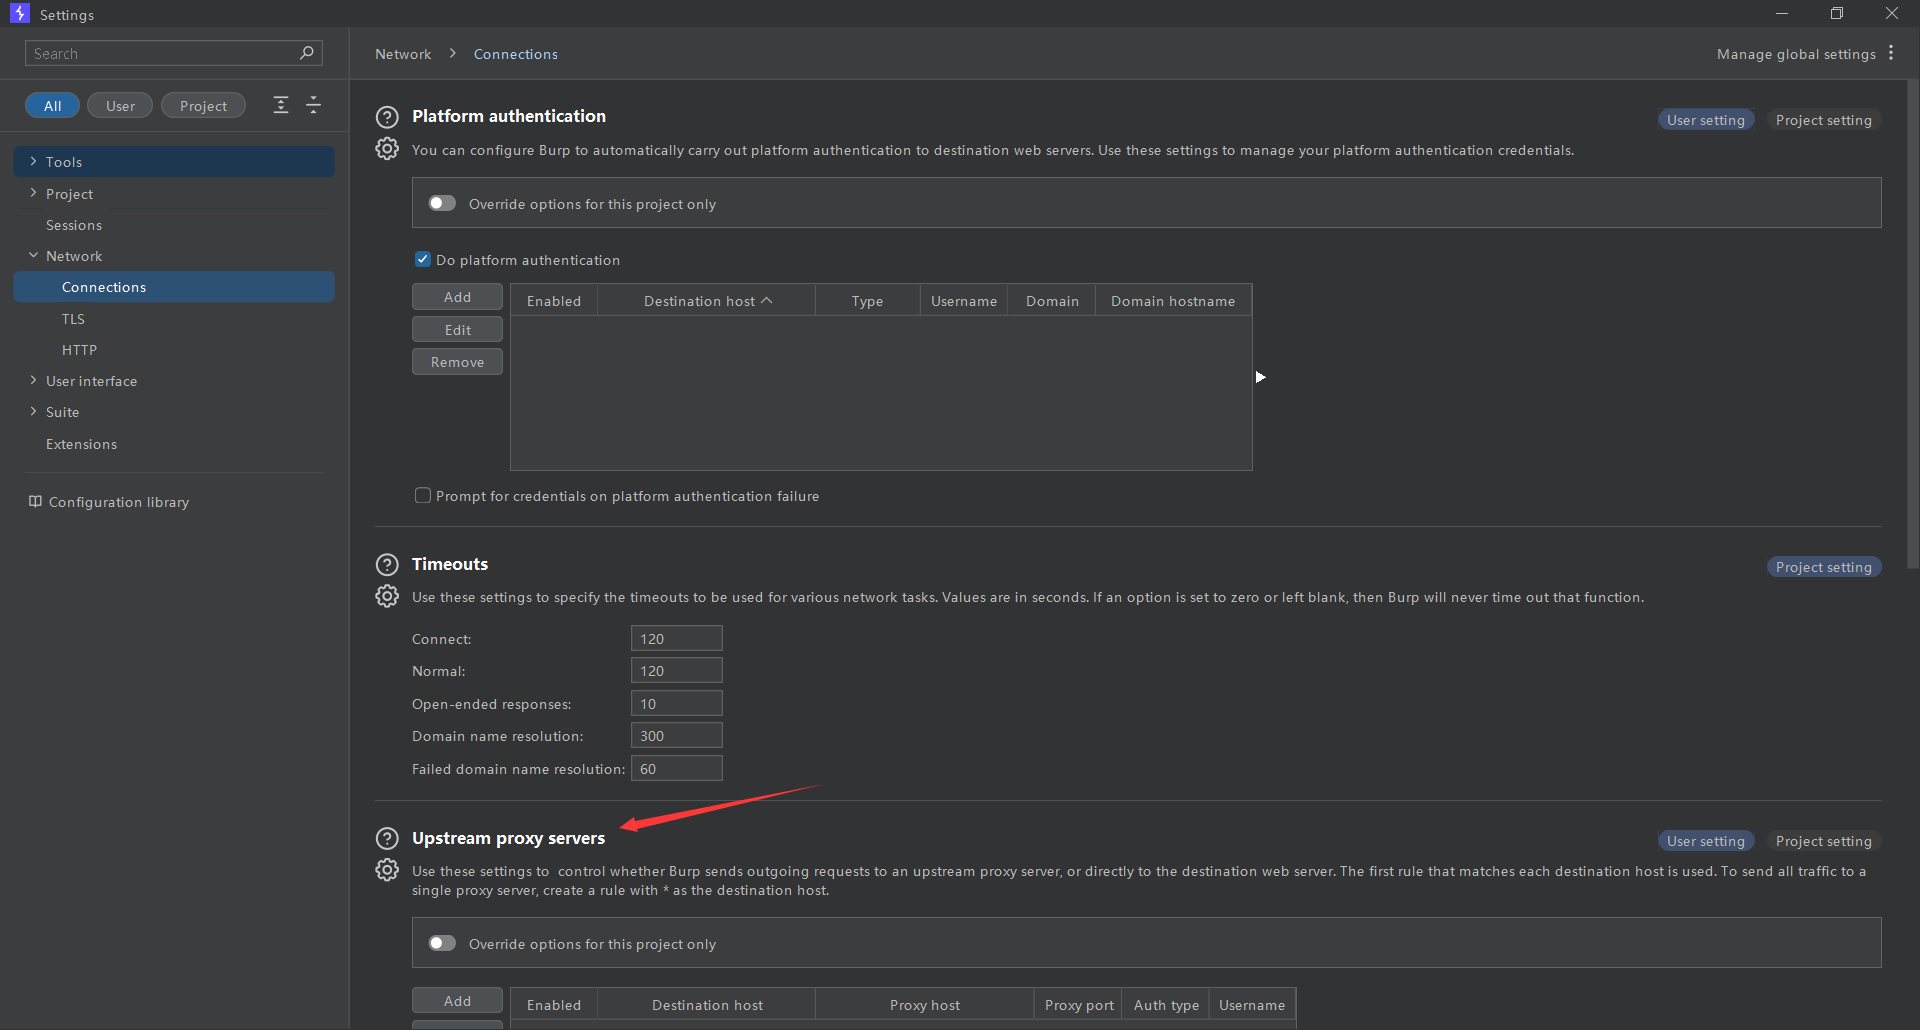 Settings
Search
All User Project
Tools
Project
Sessions
Network
Connections
TLS
HTTP
User interface
Suite
Extensions
Configuration library
Network > Connections
Manage global settings
Platform authentication
User setting Project setting
You can configure Burp to automatically carry out platform authentication to destination web servers. Use these settings to manage your platform authentication credentials.
Override options for this project only
Do platform authentication
Add
Edit
Remove
Enabled Destination host Type Username Domain Domain hostname
Prompt for credentials on platform authentication failure
Timeouts
Project setting
Use these settings to specify the timeouts to be used for various network tasks. Values are in seconds. If an option is set to zero or left blank, then Burp will never time out that function.
Connect: 120
Normal: 120
Open-ended responses: 10
Domain name resolution: 300
Failed domain name resolution: 60
Upstream proxy servers
User setting Project setting
Use these settings to control whether Burp sends outgoing requests to an upstream proxy server, or directly to the destination web server. The first rule that matches each destination host is used. To send all traffic to a
single proxy server, create a rule with * as the destination host.
Override options for this project only
Add
Enabled Destination host Proxy host Proxy port Auth type Username